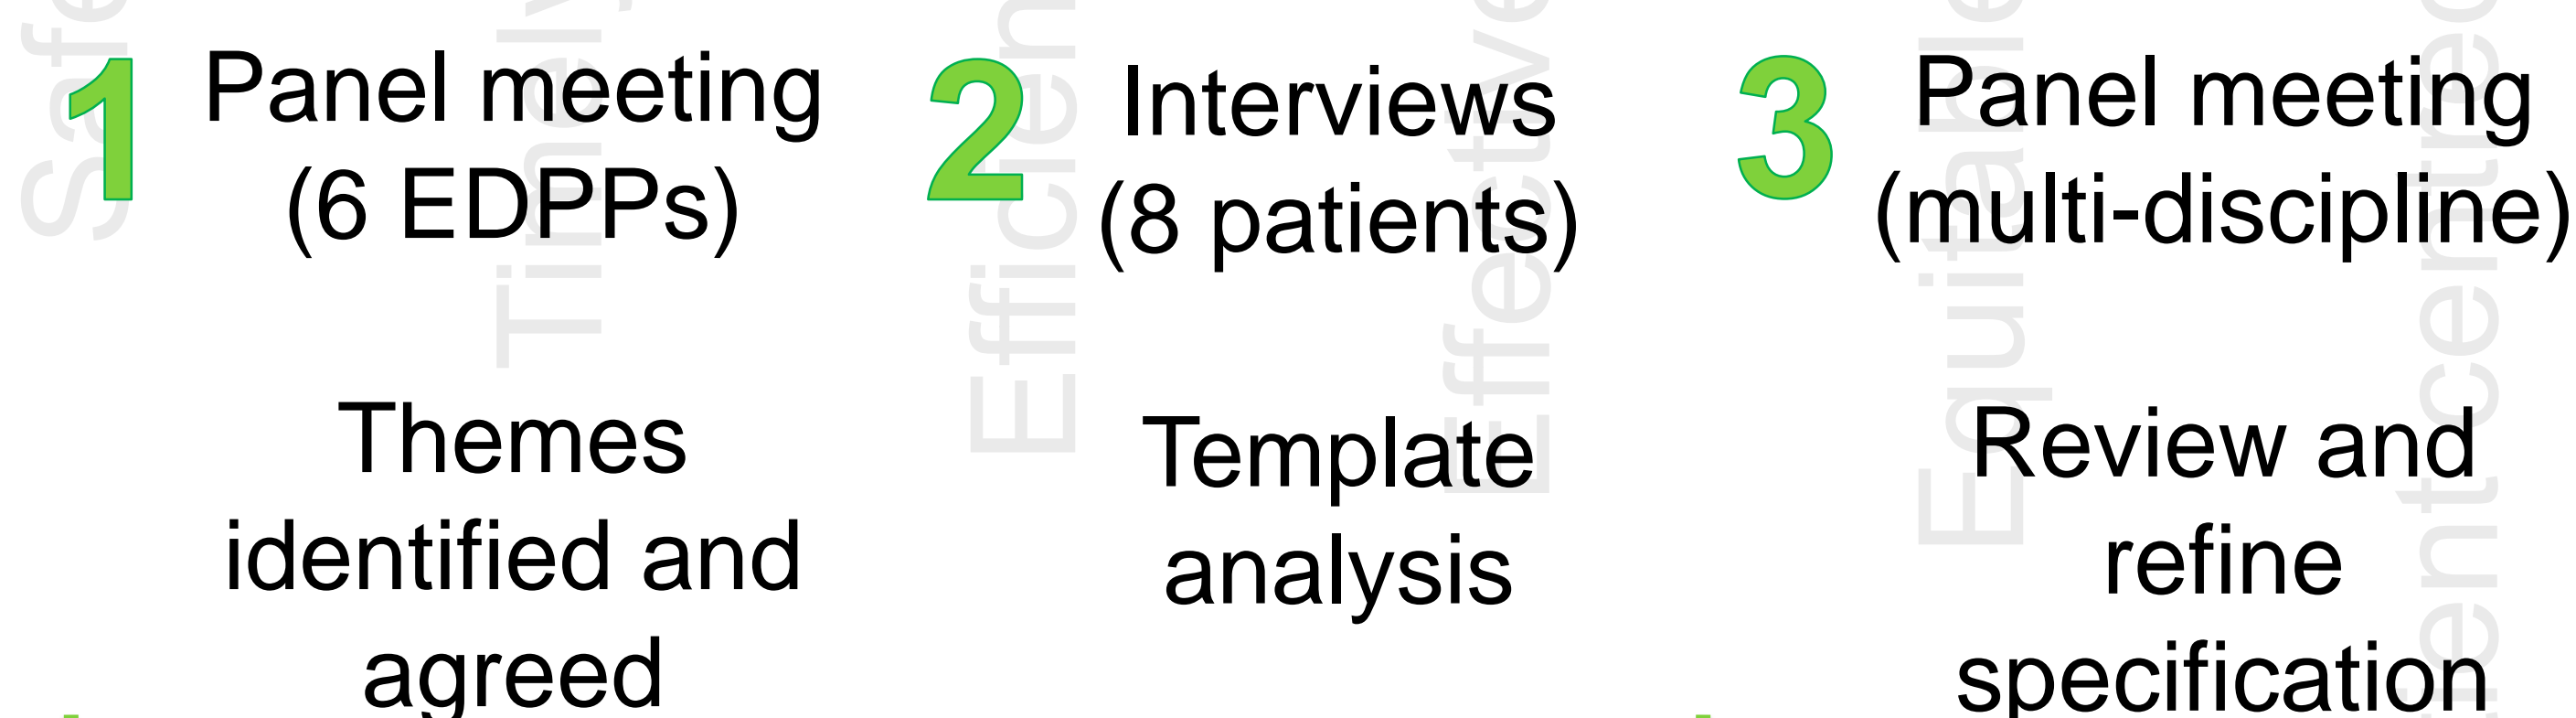 1
Panel meeting
(6 EDPPs)
Themes
identified and
agreed
2
Interviews
(8 patients)
Template
analysis
3
Panel meeting
(multi-discipline)
Review and
refine
specification
Timely